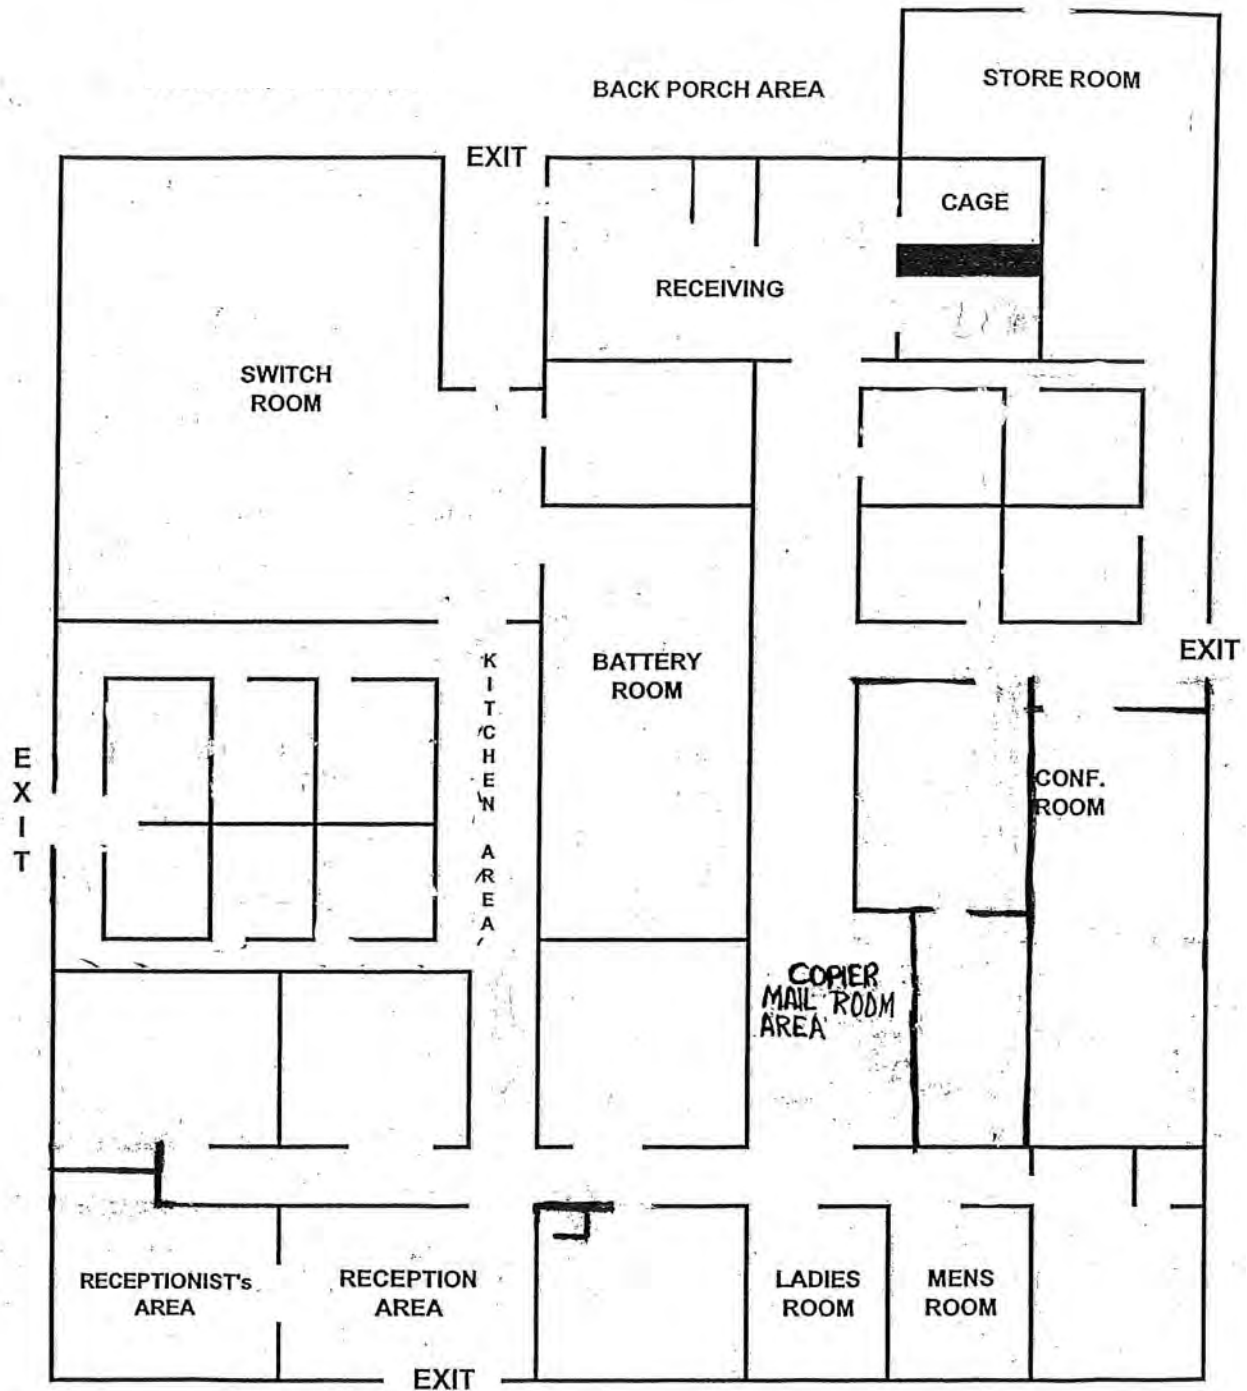 STORE ROOM
BACK PORCH AREA
EXIT
CAGE
RECEIVING
SWITCH
ROOM
EXIT
KITCHEN AREA
BATTERY
ROOM
EXIT
CONF.
ROOM
COPIER
MAIL ROOM
AREA
RECEPTIONIST's
AREA
RECEPTION
AREA
LADIES
ROOM
MENS
ROOM
EXIT